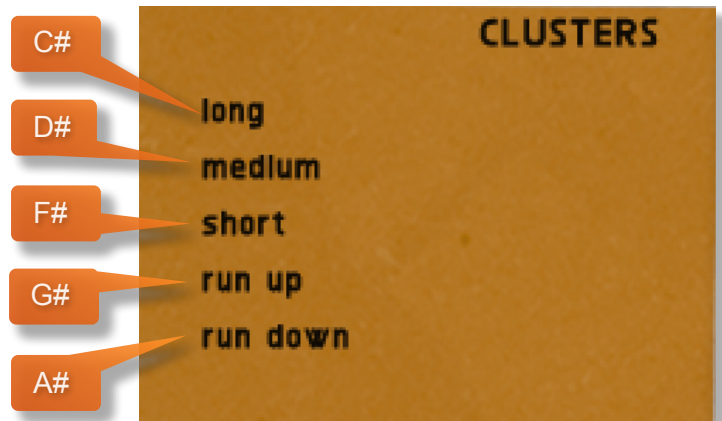 CLUSTERS
C#
long
D#
medium
F#
short
G#
run up
A#
run down